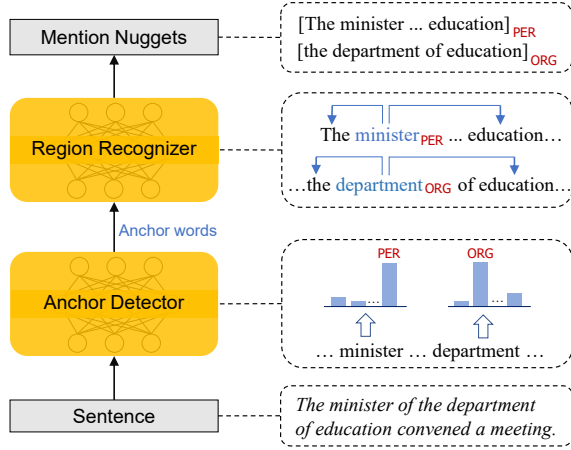 Mention Nuggets
[The minister ... education]PER
[the department of education]ORG
Region Recognizer
The ministerPER ... education…
…the departmentORG of education…
Anchor words
Anchor Detector
PER ORG
... ...
… minister … department …
Sentence
The minister of the department
of education convened a meeting.